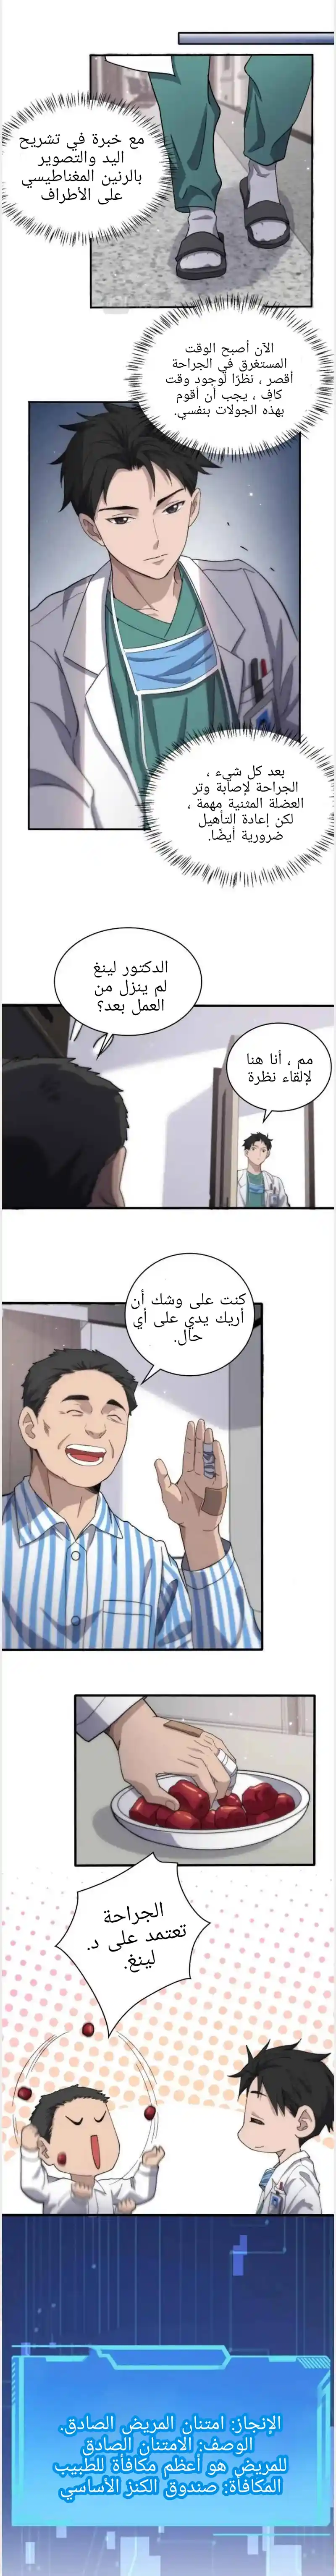 مع خبرة في تشريح
اليد والتصوير
بالرنين المغناطيسي
على الأطراف
الآن أصبح الوقت
المستغرق في الجراحة
أقصر ، نظرًا لوجود وقت
كافٍ ، يجب أن أقوم
بهذه الجولات بنفسي.
بعد كل شيء ،
الجراحة لإصابة وتر
العضلة المثنية مهمة ،
لكن إعادة التأهيل
ضرورية أيضًا.
الدكتور لينغ
لم ينزل من
العمل بعد؟
مم ، أنا هنا
لإلقاء نظرة
كنت على وشك أن
أريك يدي على أي
حال.
الجراحة
تعتمد على د.
لينغ.
الإنجاز: امتنان المريض الصادق.
الوصف: الامتنان الصادق
للمريض هو أعظم مكافأة للطبيب
المكافأة: صندوق الكنز الأساسي